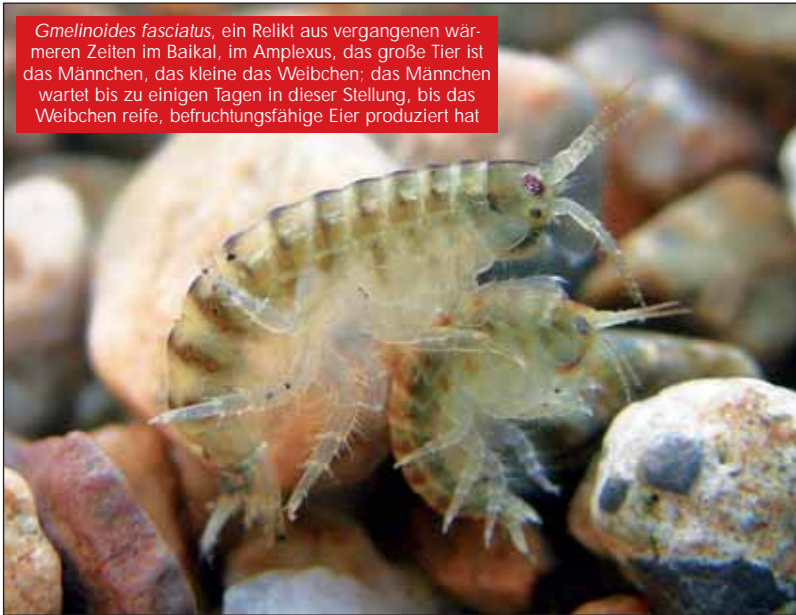 Gmelinoides fasciatus, ein Relikt aus vergangenen wär-
meren Zeiten im Baikal, im Amplexus, das große Tier ist
das Männchen, das kleine das Weibchen; das Männchen
wartet bis zu einigen Tagen in dieser Stellung, bis das
Weibchen reife, befruchtungsfähige Eier produziert hat